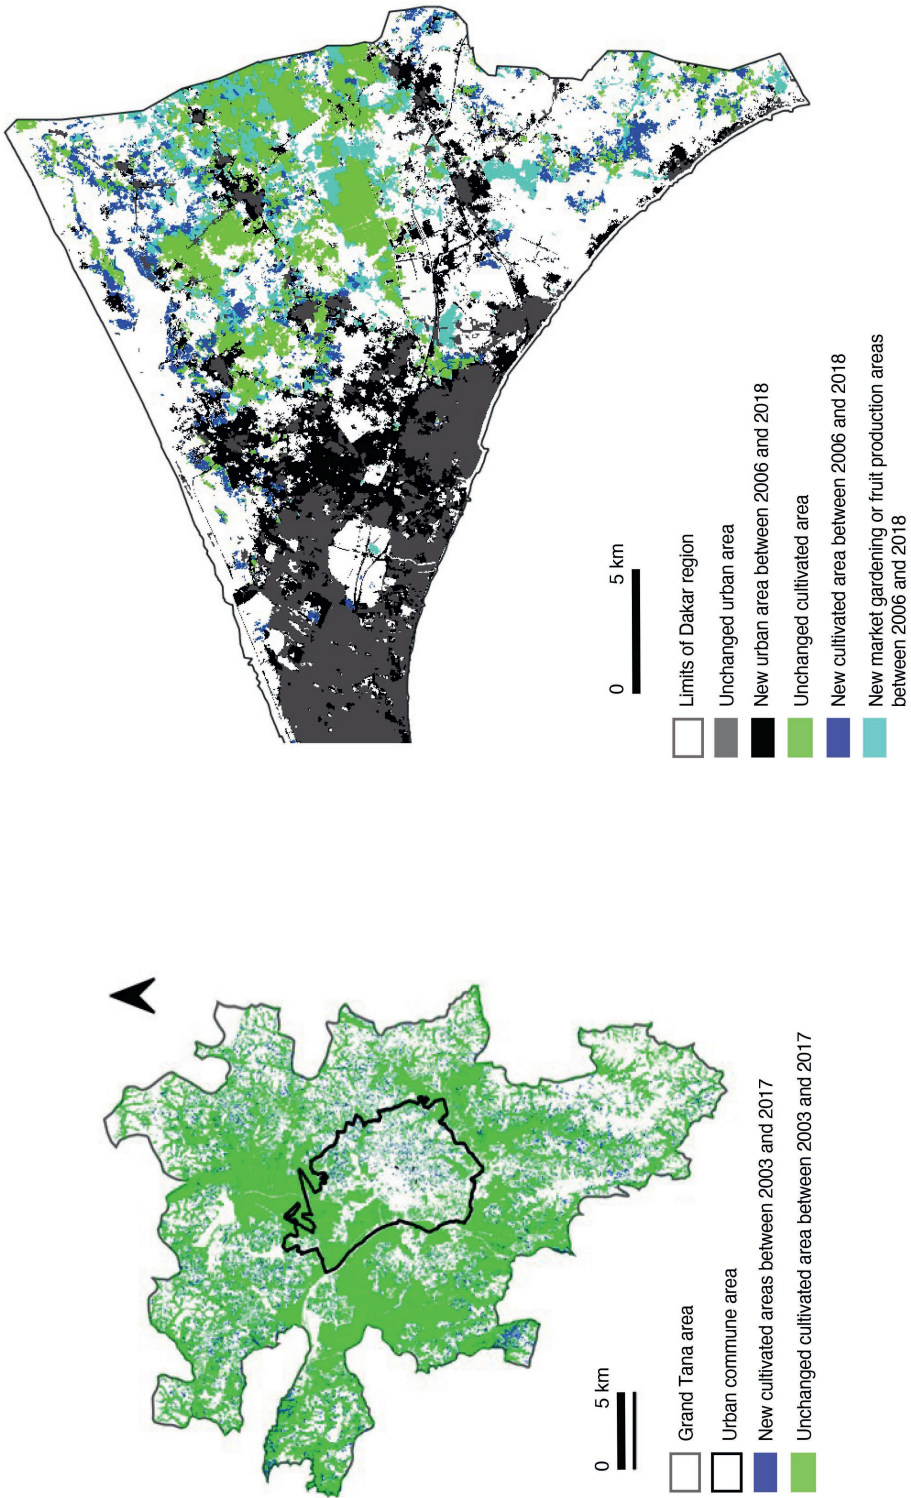 0
5 km
Grand Tana area
Urban commune area
New cultivated areas between 2003 and 2017
Unchanged cultivated area between 2003 and 2017
0
5 km
Limits of Dakar region
Unchanged urban area
New urban area between 2006 and 2018
Unchanged cultivated area
New cultivated area between 2006 and 2018
New market gardening or fruit production areas
between 2006 and 2018